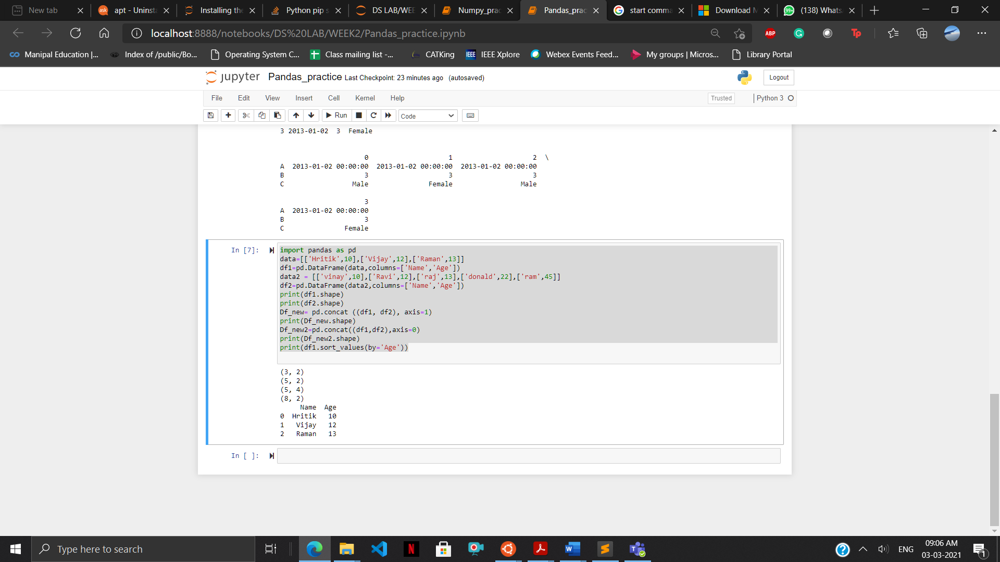 New tab
apt - Uninsta
Installing the
Python pip s
DS LAB/WEE
Numpy_prac
Pandas_prac
start comma
Download M
(138) Whats
localhost:8888/notebooks/DS%20LAB/WEEK2/Pandas_practice.ipynb
Manipal Education |...
Index of /public/Bo...
Operating System C...
Class mailing list -...
CATKing
IEEE Xplore
Webex Events Feed...
My groups | Micros...
Library Portal
jupyter Pandas_practice Last Checkpoint: 23 minutes ago (autosaved)
Logout
File Edit View Insert Cell Kernel Help
Trusted
Python 3
Run
Code
3 2013-01-02  3  Female
0 1 2 \
A  2013-01-02 00:00:00  2013-01-02 00:00:00  2013-01-02 00:00:00
B 3 3 3
C Male Female Male
3
A  2013-01-02 00:00:00
B 3
C Female
In [7]:
import pandas as pd
data=[['Hritik',10],['Vijay',12],['Raman',13]]
df1=pd.DataFrame(data,columns=['Name','Age'])
data2 = [['vinay',10],['Ravi',12],['raj',13],['donald',22],['ram',45]]
df2=pd.DataFrame(data2,columns=['Name','Age'])
print(df1.shape)
print(df2.shape)
Df_new= pd.concat ((df1, df2), axis=1)
print(Df_new.shape)
Df_new2=pd.concat((df1,df2),axis=0)
print(Df_new2.shape)
print(df1.sort_values(by='Age'))
(3, 2)
(5, 2)
(5, 4)
(8, 2)
Name  Age
0  Hritik   10
1   Vijay   12
2   Raman   13
In [ ]:
Type here to search
ENG
09:06 AM
03-03-2021
1